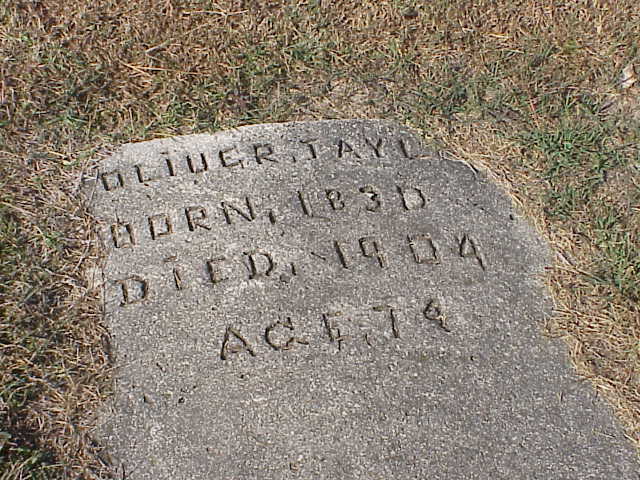 OLIVER, TAYL
BORN, 1830
DIED, 1904
AGE, 74